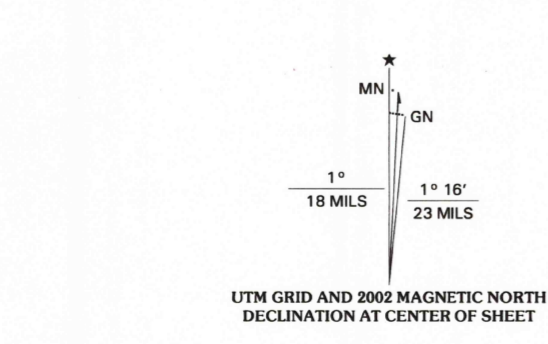 MN
GN
1°
18 MILS
1° 16′
23 MILS
UTM GRID AND 2002 MAGNETIC NORTH
DECLINATION AT CENTER OF SHEET